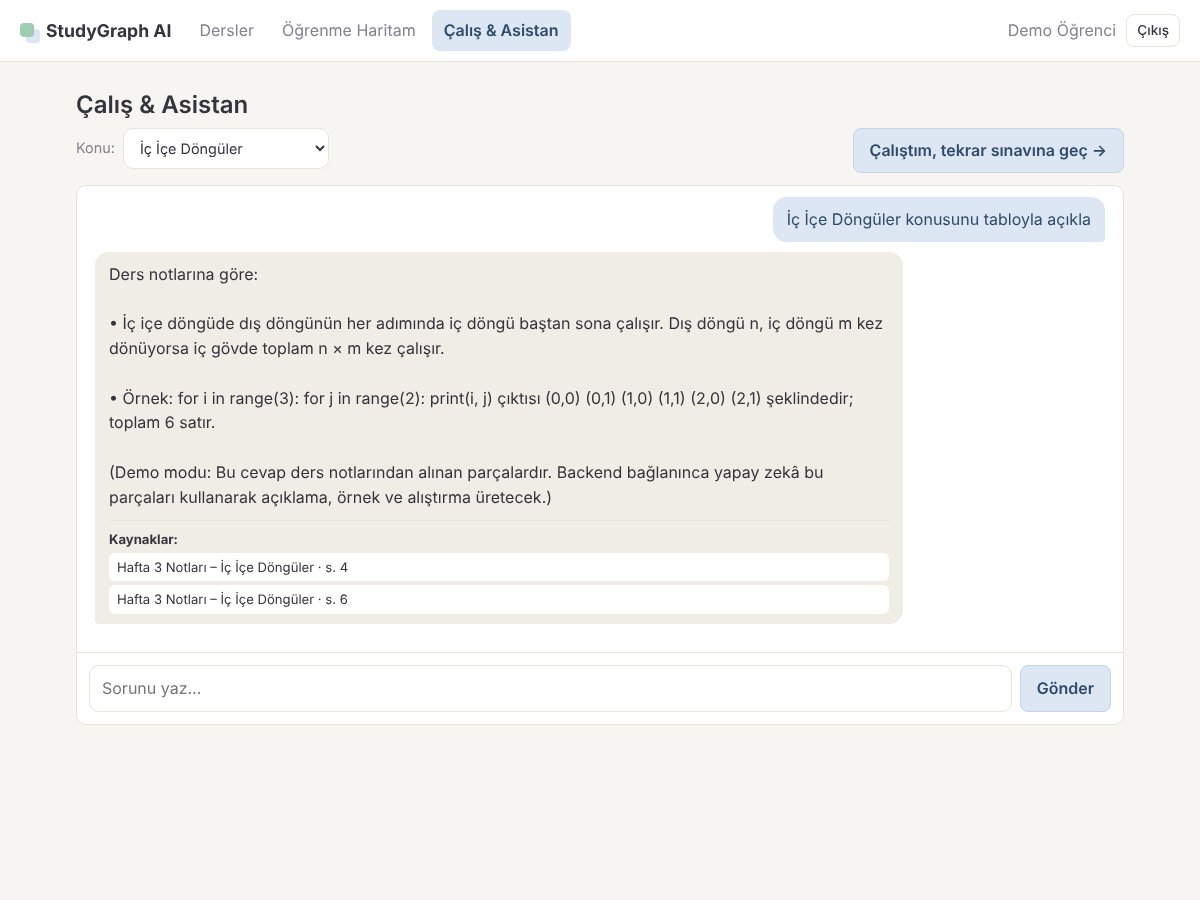 StudyGraph AI
Dersler
Öğrenme Haritam
Çalış & Asistan
Demo Öğrenci
Çıkış
Çalış & Asistan
Konu:
İç İçe Döngüler
Çalıştım, tekrar sınavına geç →
İç İçe Döngüler konusunu tabloyla açıkla
Ders notlarına göre:
• İç içe döngüde dış döngünün her adımında iç döngü baştan sona çalışır. Dış döngü n, iç döngü m kez
dönüyorsa iç gövde toplam n × m kez çalışır.
• Örnek: for i in range(3): for j in range(2): print(i, j) çıktısı (0,0) (0,1) (1,0) (1,1) (2,0) (2,1) şeklindedir;
toplam 6 satır.
(Demo modu: Bu cevap ders notlarından alınan parçalardır. Backend bağlanınca yapay zekâ bu
parçaları kullanarak açıklama, örnek ve alıştırma üretecek.)
Kaynaklar:
Hafta 3 Notları – İç İçe Döngüler · s. 4
Hafta 3 Notları – İç İçe Döngüler · s. 6
Sorunu yaz...
Gönder